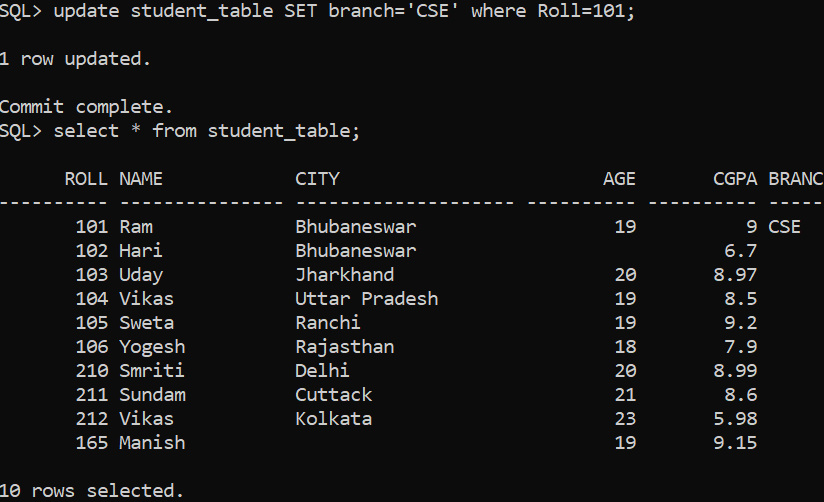 SQL> update student_table SET branch='CSE' where Roll=101;
1 row updated.
Commit complete.
SQL> select * from student_table;
ROLL NAME CITY AGE CGPA BRANC
---------- --------------- -------------------- ---------- ---------- -----
101 Ram Bhubaneswar 19 9 CSE
102 Hari Bhubaneswar 6.7
103 Uday Jharkhand 20 8.97
104 Vikas Uttar Pradesh 19 8.5
105 Sweta Ranchi 19 9.2
106 Yogesh Rajasthan 18 7.9
210 Smriti Delhi 20 8.99
211 Sundam Cuttack 21 8.6
212 Vikas Kolkata 23 5.98
165 Manish 19 9.15
10 rows selected.